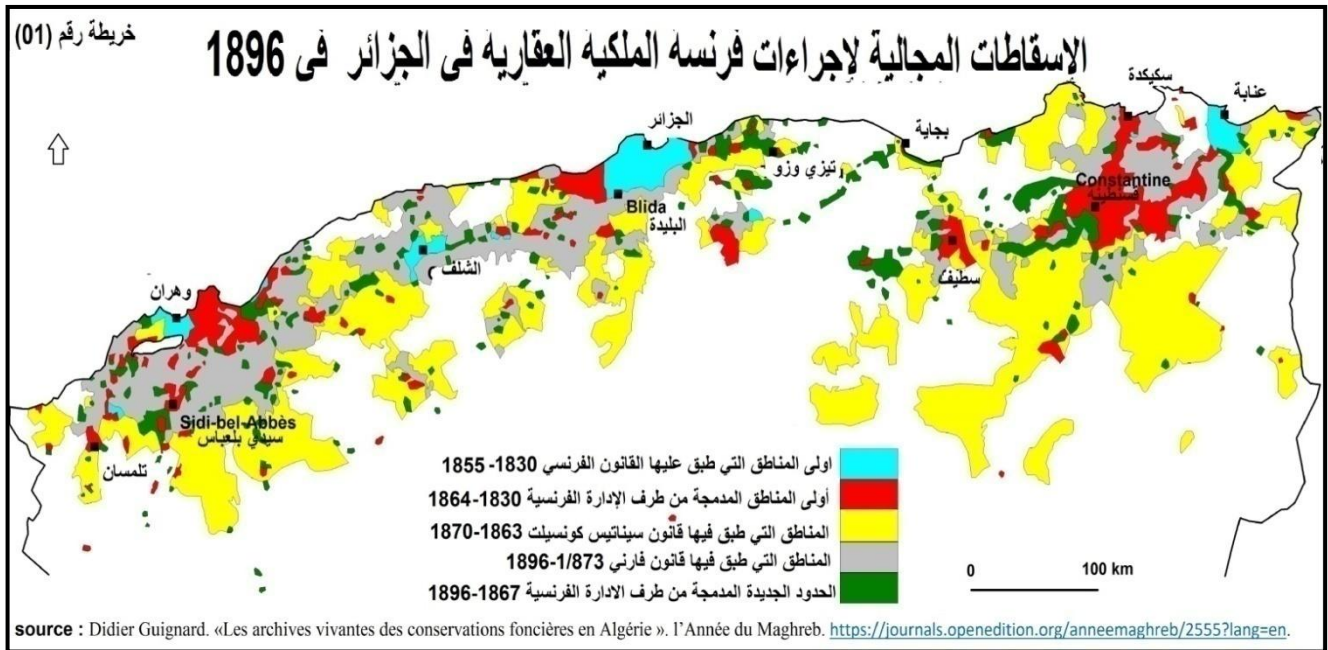 خريطة رقم (01)
الاسقاطات المجالية لاجراءات فرنسة الملكية العقارية في الجزائر في 1896
سكيكدة
عنابة
الجزائر
بجاية
تيزي وزو
Constantine
قسنطينة
Blida
البليدة
الشلف
سطيف
وهران
Sidi-bel-Abbès
سيدي بلعباس
تلمسان
اولى المناطق التي طبق عليها القانون الفرنسي 1830-1855
أولى المناطق المدمجة من طرف الإدارة الفرنسية 1830-1864
المناطق التي طبق فيها قانون سيناتيس كونسيلت 1863-1870
المناطق التي طبق فيها قانون فارني 1/873-1896
الحدود الجديدة المدمجة من طرف الادارة الفرنسية 1867-1896
0 100 km
source : Didier Guignard. «Les archives vivantes des conservations foncières en Algérie ». l'Année du Maghreb. https://journals.openedition.org/anneemaghreb/2555?lang=en.